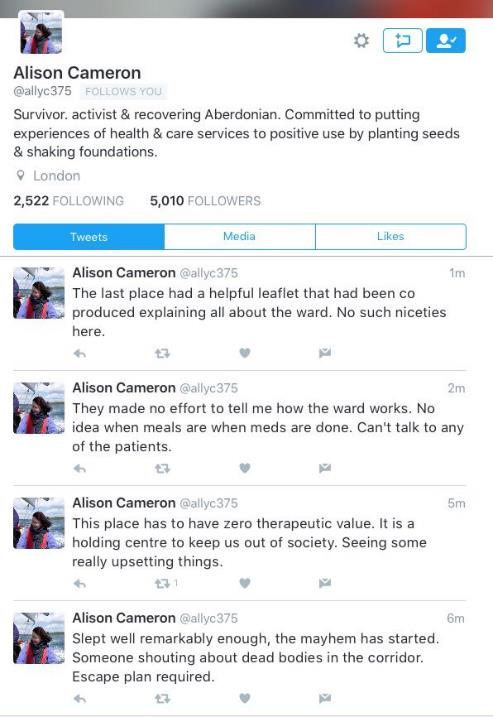 Alison Cameron
@allyc375 FOLLOWS YOU
Survivor. activist & recovering Aberdonian. Committed to putting
experiences of health & care services to positive use by planting seeds
& shaking foundations.
London
2,522 FOLLOWING 5,010 FOLLOWERS
Tweets Media Likes
Alison Cameron @allyc375 1m
The last place had a helpful leaflet that had been co
produced explaining all about the ward. No such niceties
here.
Alison Cameron @allyc375 2m
They made no effort to tell me how the ward works. No
idea when meals are when meds are done. Can't talk to any
of the patients.
Alison Cameron @allyc375 5m
This place has to have zero therapeutic value. It is a
holding centre to keep us out of society. Seeing some
really upsetting things.
1
Alison Cameron @allyc375 6m
Slept well remarkably enough, the mayhem has started.
Someone shouting about dead bodies in the corridor.
Escape plan required.